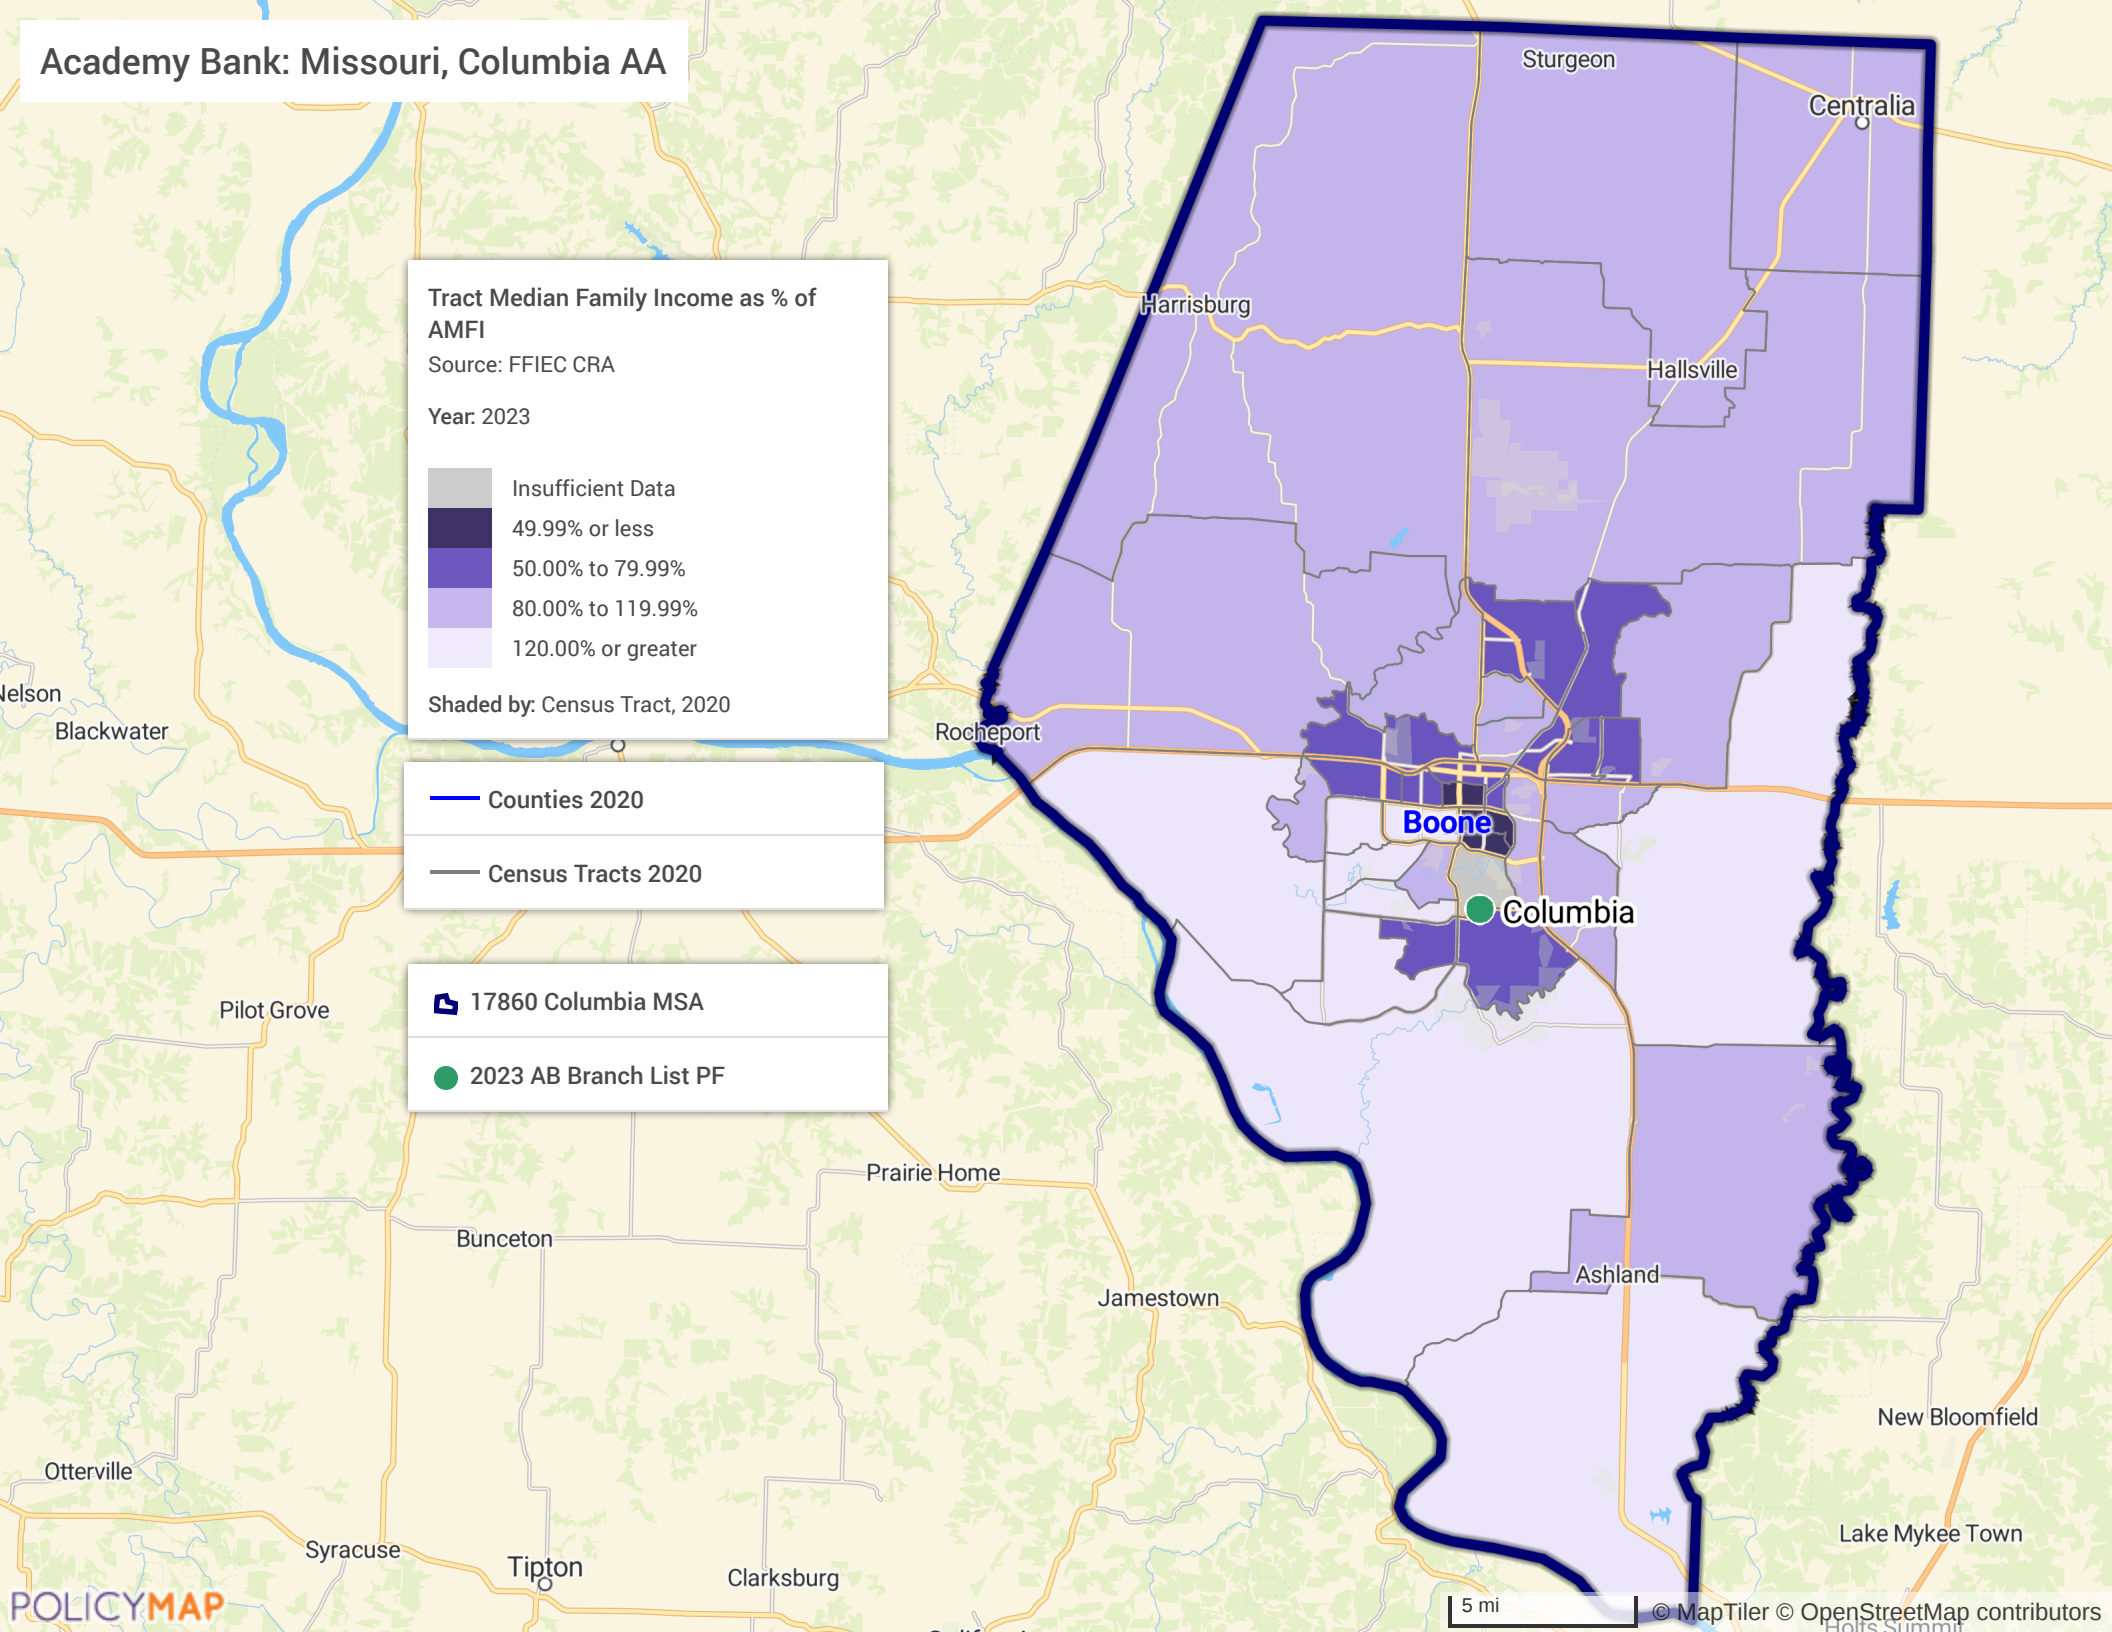 Academy Bank: Missouri, Columbia AA
Tract Median Family Income as % of
AMFI
Source: FFIEC CRA
Year: 2023
Insufficient Data
49.99% or less
50.00% to 79.99%
80.00% to 119.99%
120.00% or greater
Shaded by: Census Tract, 2020
Counties 2020
Census Tracts 2020
17860 Columbia MSA
2023 AB Branch List PF
Sturgeon
Centralia
Harrisburg
Hallsville
Nelson
Blackwater
Rocheport
Boone
Columbia
Pilot Grove
Prairie Home
Bunceton
Ashland
Jamestown
New Bloomfield
Otterville
Lake Mykee Town
Syracuse
Tipton
Clarksburg
POLICYMAP
5 mi
© MapTiler © OpenStreetMap contributors
Holts Summit